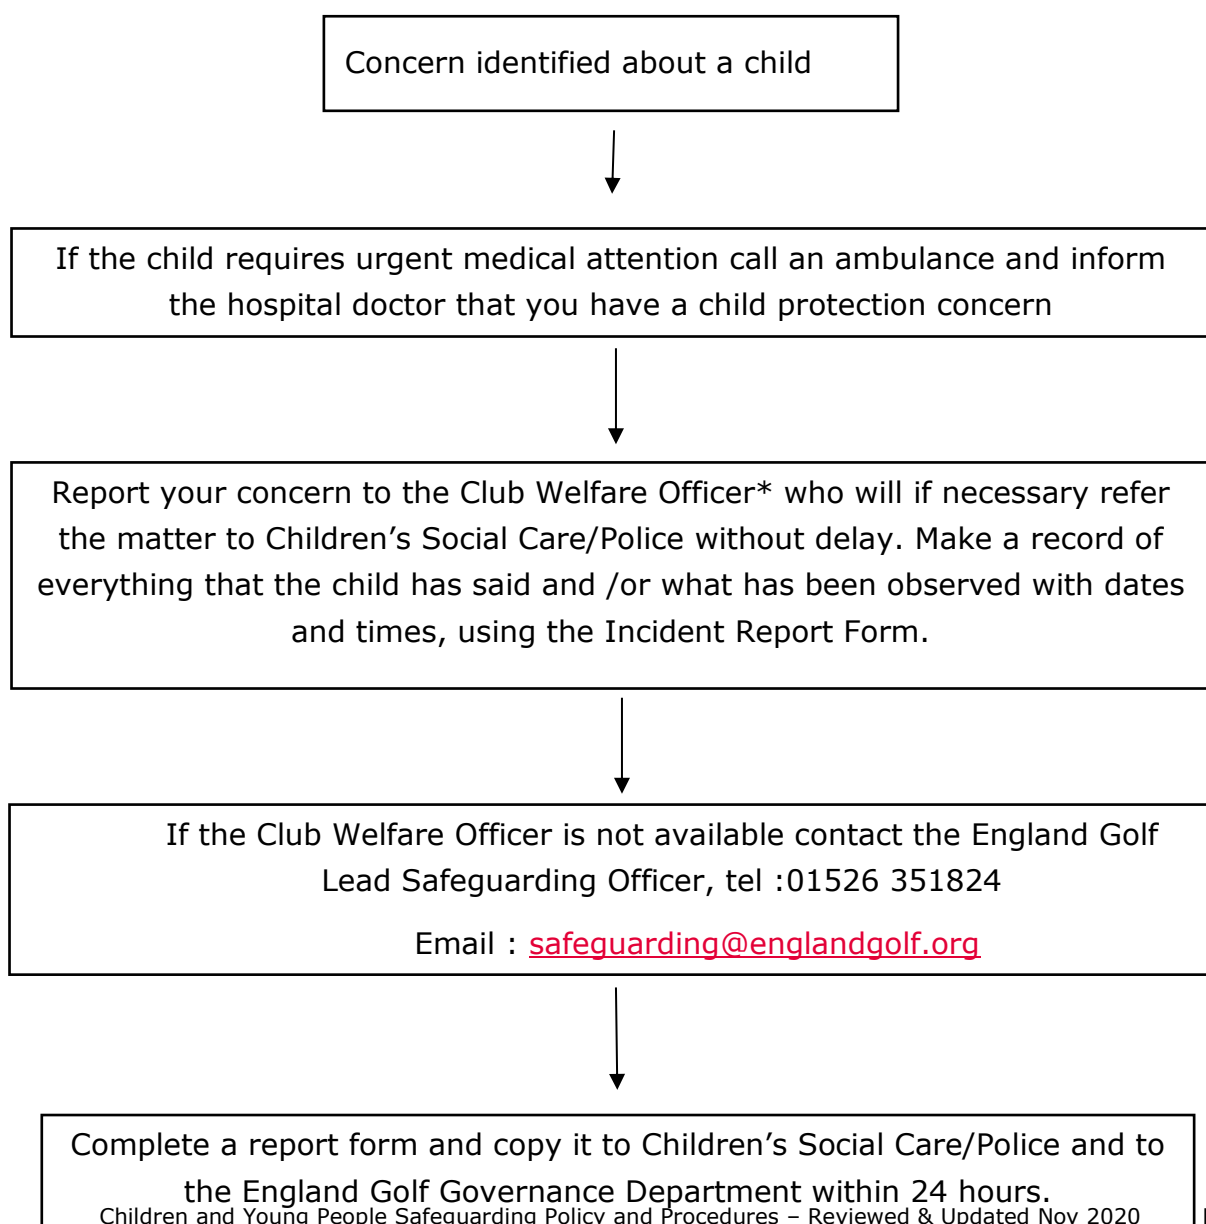 Concern identified about a child
If the child requires urgent medical attention call an ambulance and inform
the hospital doctor that you have a child protection concern
Report your concern to the Club Welfare Officer* who will if necessary refer
the matter to Children’s Social Care/Police without delay. Make a record of
everything that the child has said and /or what has been observed with dates
and times, using the Incident Report Form.
If the Club Welfare Officer is not available contact the England Golf
Lead Safeguarding Officer, tel :01526 351824
Email : safeguarding@englandgolf.org
Complete a report form and copy it to Children’s Social Care/Police and to
the England Golf Governance Department within 24 hours.
Children and Young People Safeguarding Policy and Procedures – Reviewed & Updated Nov 2020